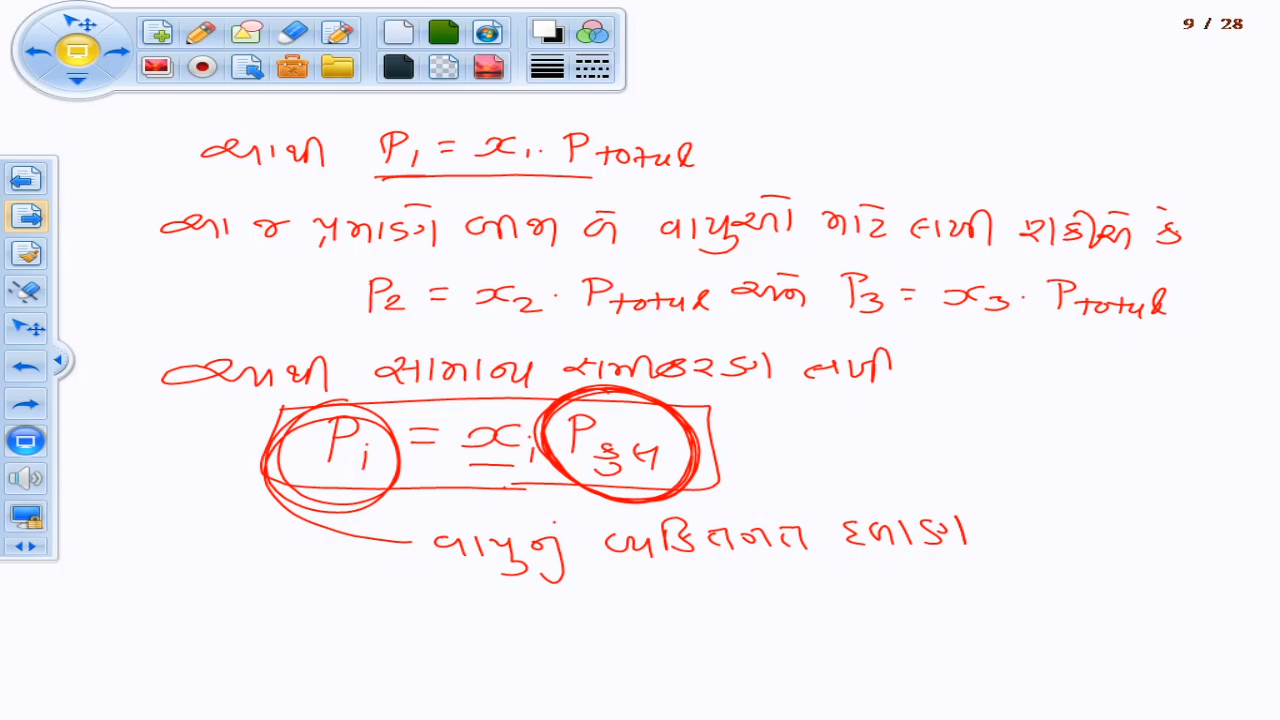 9 / 28
આથી P₁ = x₁ · Ptotal
આ જ પ્રમાણે બાકીના બે વાયુઓ માટે લખી શકીએ કે
P₂ = x₂ · Ptotal અને P₃ = x₃ · Ptotal
આથી સામાન્ય સમીકરણ લખી
Pi = xi Pકુલ
વાયુનું વ્યક્તિગત દબાણ